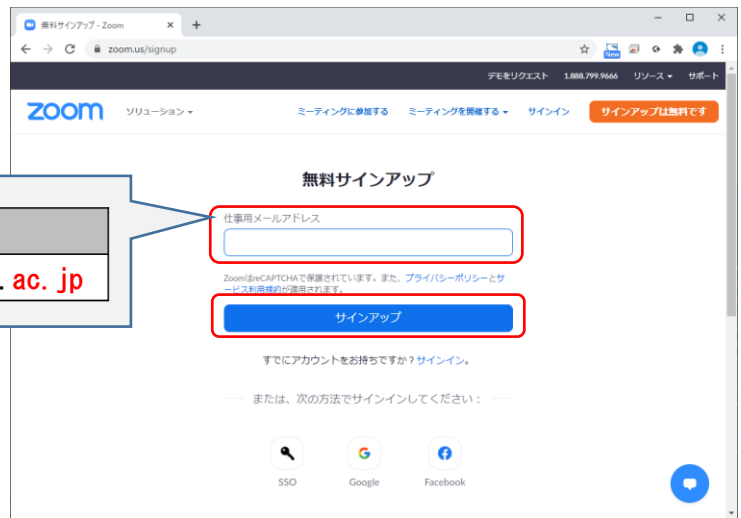 無料サインアップ - Zoom
zoom.us/signup
New
デモをリクエスト 1.888.799.9666 リソース サポート
zoom ソリューション ミーティングに参加する ミーティングを開催する サインイン サインアップは無料です
無料サインアップ
仕事用メールアドレス
. ac. jp
ZoomはreCAPTCHAで保護されています。また、プライバシーポリシーとサ
ービス利用規約が適用されます。
サインアップ
すでにアカウントをお持ちですか？サインイン。
または、次の方法でサインインしてください：
SSO Google Facebook